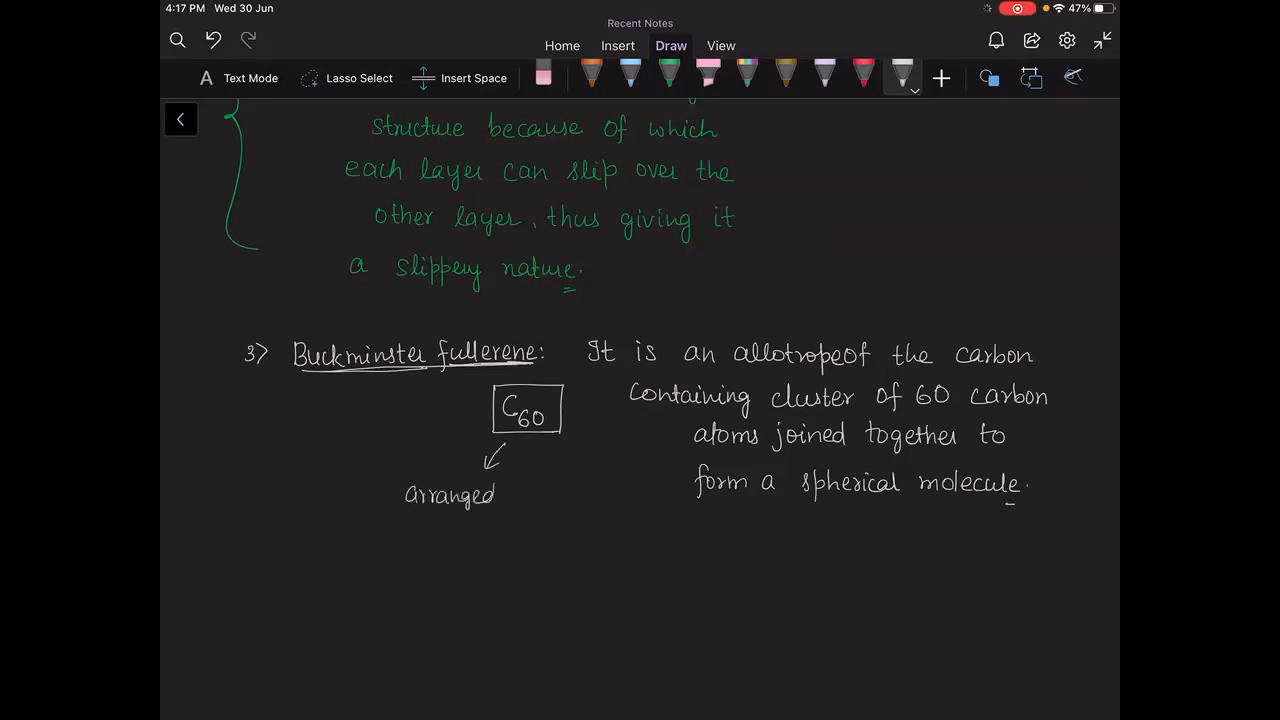 4:17 PM Wed 30 Jun
47%
Recent Notes
Home Insert Draw View
A Text Mode Lasso Select Insert Space
structure because of which
each layer can slip over the
other layer, thus giving it
a slippery nature.
3) Buckminster fullerene: It is an allotropeof the carbon
containing cluster of 60 carbon
C60
atoms joined together to
form a spherical molecule.
arranged